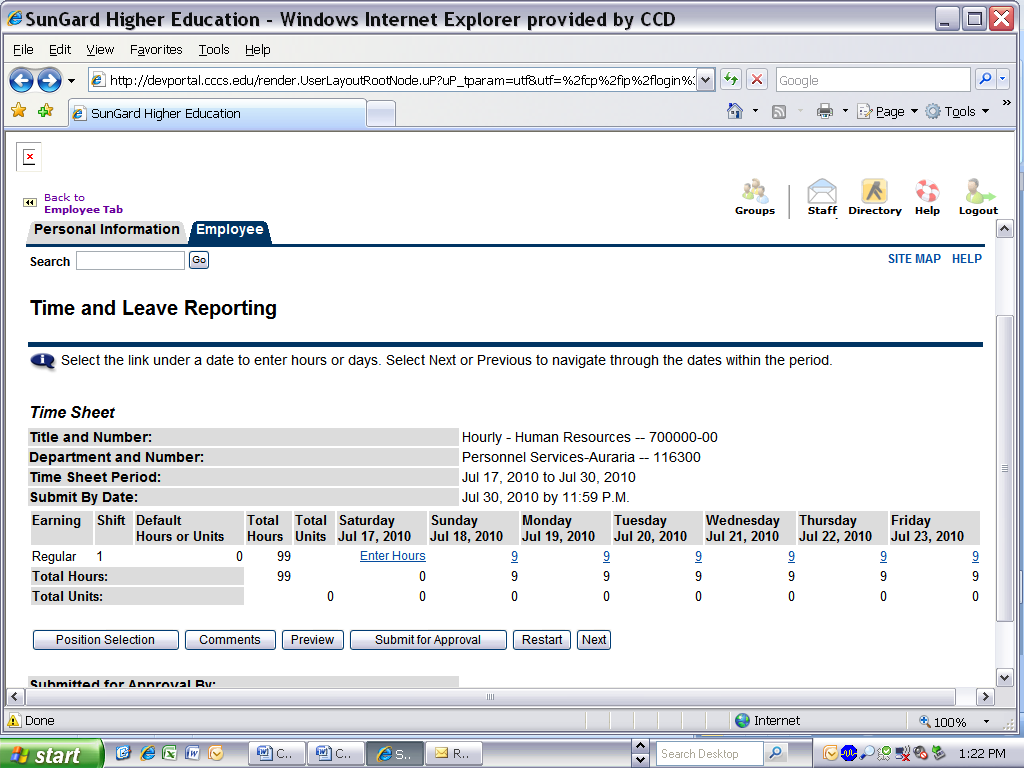 SunGard Higher Education - Windows Internet Explorer provided by CCD
File Edit View Favorites Tools Help
http://devportal.cccs.edu/render.UserLayoutRootNode.uP?uP_tparam=utf&utf=%2fcp%2fip%2flogin% Google
SunGard Higher Education Page Tools
Back to
Employee Tab
Groups Staff Directory Help Logout
Personal Information Employee
Search Go SITE MAP HELP
Time and Leave Reporting
Select the link under a date to enter hours or days. Select Next or Previous to navigate through the dates within the period.
Time Sheet
Title and Number: Hourly - Human Resources -- 700000-00
Department and Number: Personnel Services-Auraria -- 116300
Time Sheet Period: Jul 17, 2010 to Jul 30, 2010
Submit By Date: Jul 30, 2010 by 11:59 P.M.
Earning Shift Default Total Total Saturday Sunday Monday Tuesday Wednesday Thursday Friday
Hours or Units Hours Units Jul 17, 2010 Jul 18, 2010 Jul 19, 2010 Jul 20, 2010 Jul 21, 2010 Jul 22, 2010 Jul 23, 2010
Regular 1 0 99 Enter Hours 9 9 9 9 9 9
Total Hours: 99 0 9 9 9 9 9 9
Total Units: 0 0 0 0 0 0 0 0
Position Selection Comments Preview Submit for Approval Restart Next
Submitted for Approval By:
Done Internet 100%
start C... C... S... R... Search Desktop 1:22 PM